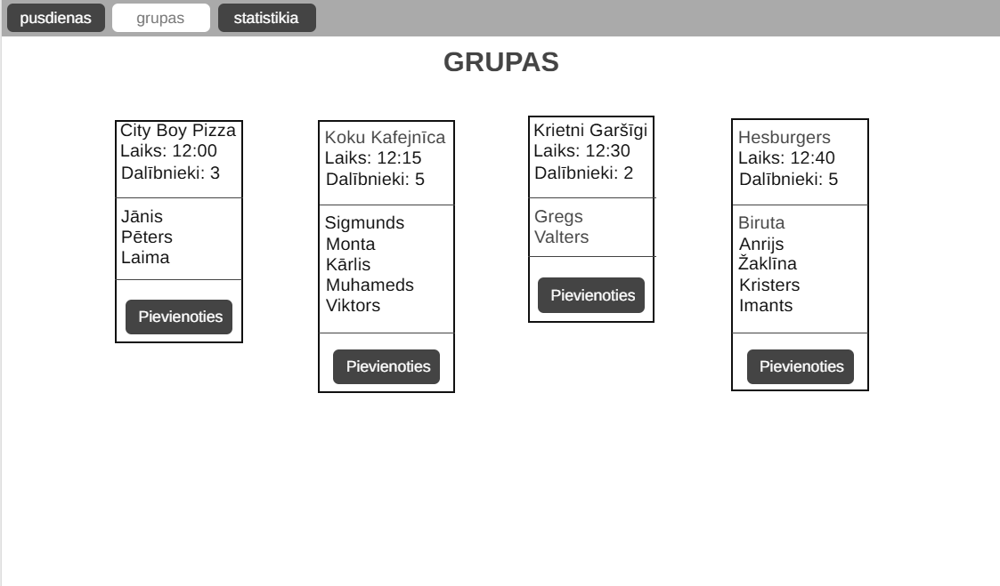 pusdienas
grupas
statistikia
GRUPAS
City Boy Pizza
Laiks: 12:00
Dalībnieki: 3
Jānis
Pēters
Laima
Pievienoties
Koku Kafejnīca
Laiks: 12:15
Dalībnieki: 5
Sigmunds
Monta
Kārlis
Muhameds
Viktors
Pievienoties
Krietni Garšīgi
Laiks: 12:30
Dalībnieki: 2
Gregs
Valters
Pievienoties
Hesburgers
Laiks: 12:40
Dalībnieki: 5
Biruta
Anrijs
Žaklīna
Kristers
Imants
Pievienoties